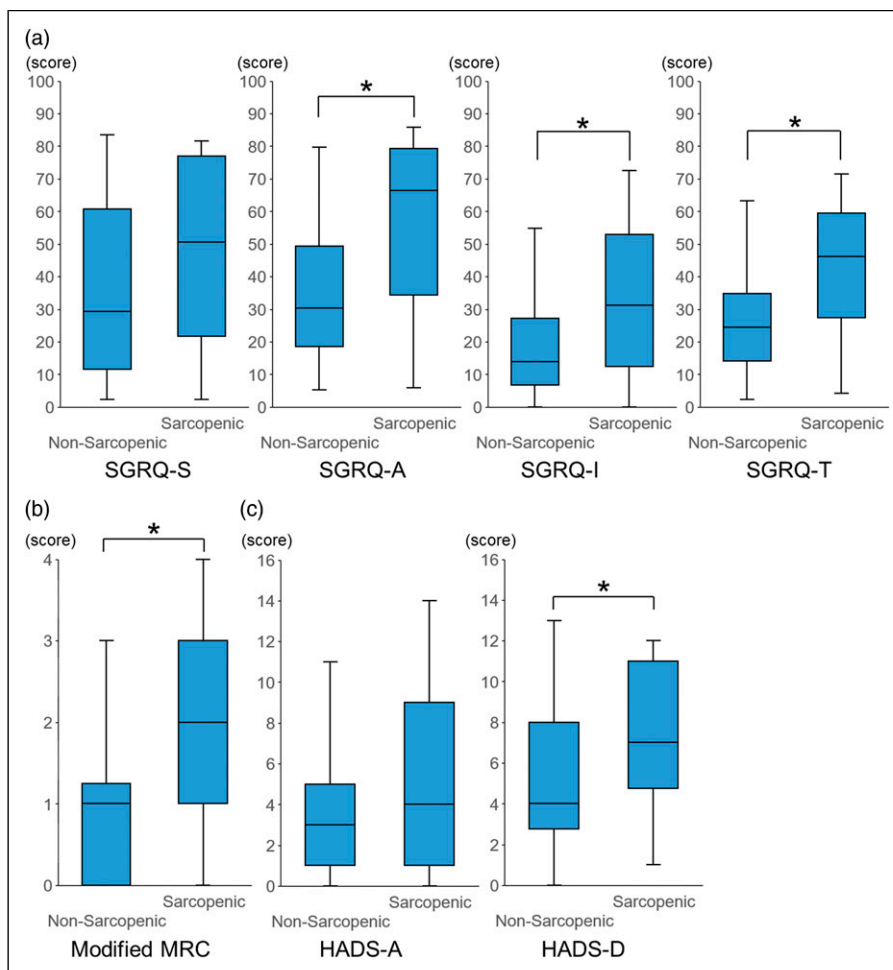 (a)
(score) (score) (score) (score)
100 100 100 100
90 90 90 90
80 80 80 80
70 70 70 70
60 60 60 60
50 50 50 50
40 40 40 40
30 30 30 30
20 20 20 20
10 10 10 10
0 0 0 0
* * *
Sarcopenic Sarcopenic Sarcopenic Sarcopenic
Non-Sarcopenic Non-Sarcopenic Non-Sarcopenic Non-Sarcopenic
SGRQ-S SGRQ-A SGRQ-I SGRQ-T
(b) (c)
(score) (score) (score)
4
3
2
1
0
*
16
14
12
10
8
6
4
2
0
16
14
12
10
8
6
4
2
0
*
Sarcopenic Sarcopenic Sarcopenic
Non-Sarcopenic Non-Sarcopenic Non-Sarcopenic
Modified MRC HADS-A HADS-D